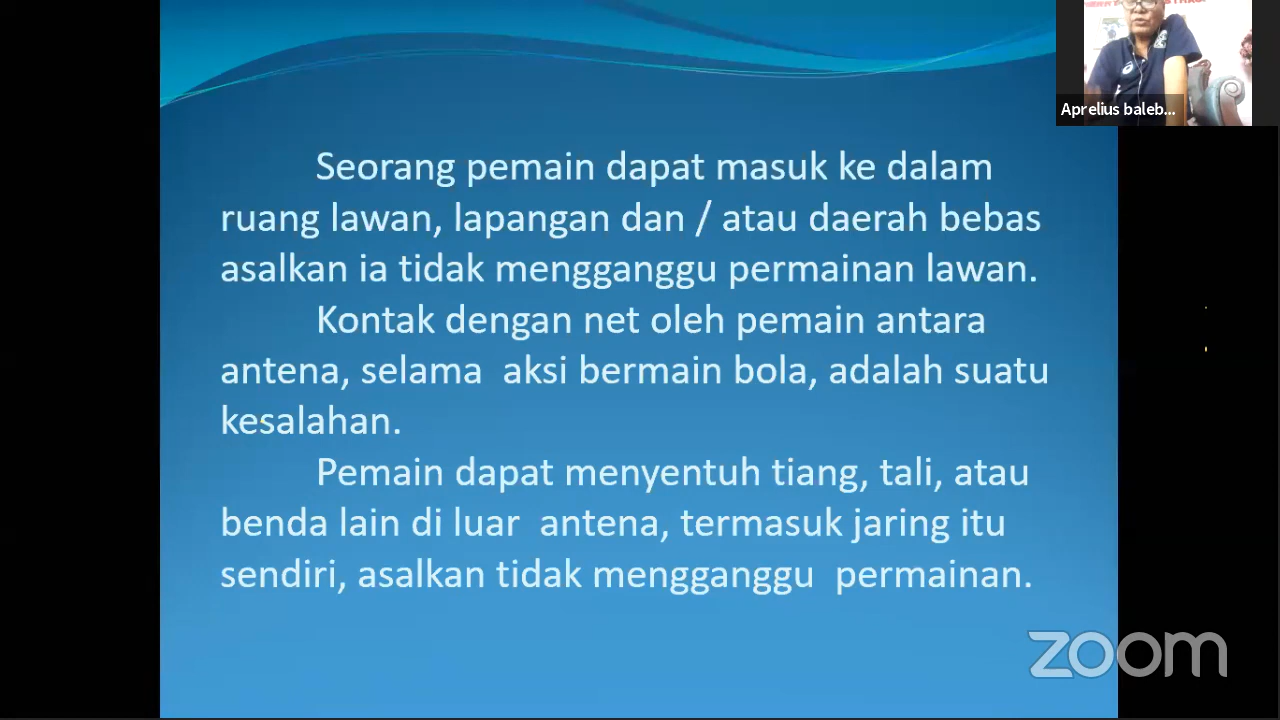 Seorang pemain dapat masuk ke dalam
ruang lawan, lapangan dan / atau daerah bebas
asalkan ia tidak mengganggu permainan lawan.
Kontak dengan net oleh pemain antara
antena, selama aksi bermain bola, adalah suatu
kesalahan.
Pemain dapat menyentuh tiang, tali, atau
benda lain di luar antena, termasuk jaring itu
sendiri, asalkan tidak mengganggu permainan.
Aprelius baleb...
zoom